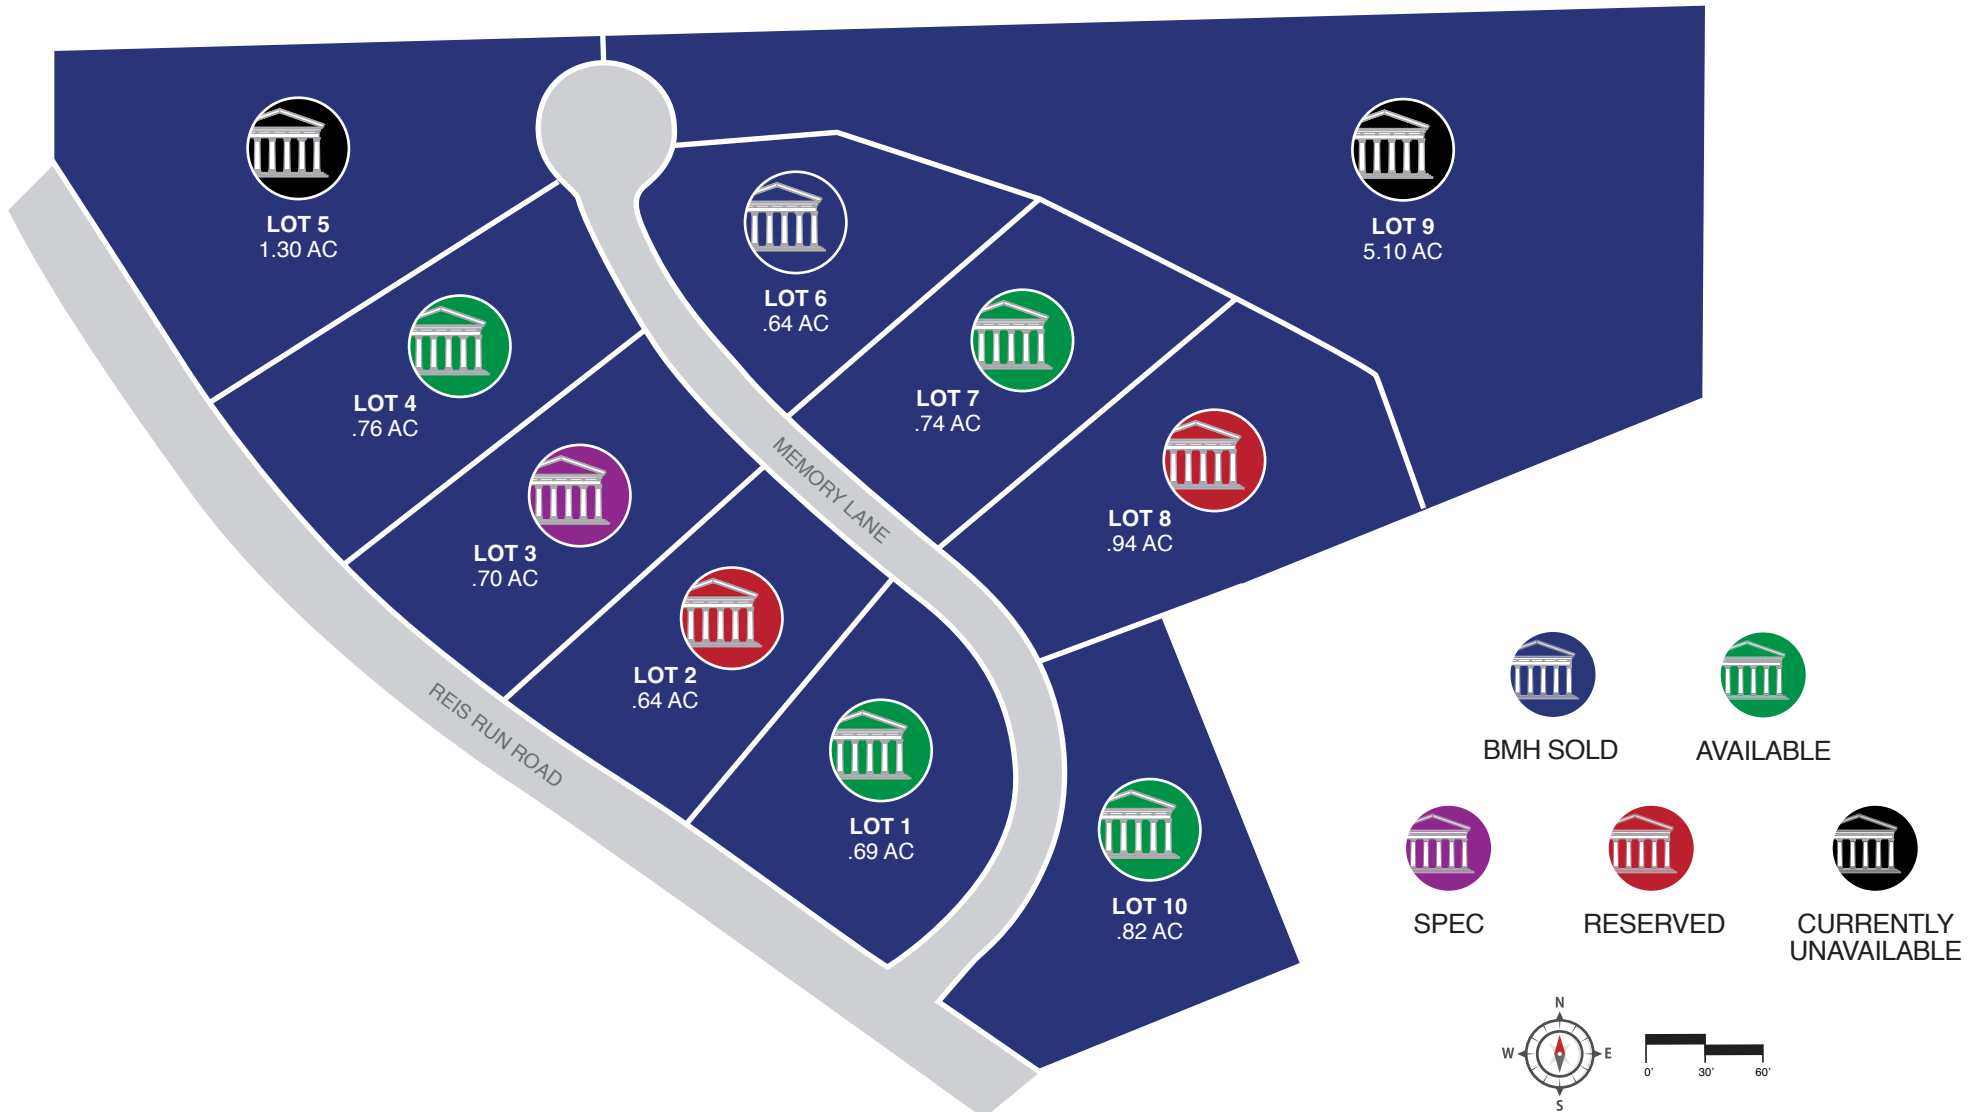 LOT 5
1.30 AC
LOT 9
5.10 AC
LOT 6
.64 AC
LOT 4
.76 AC
LOT 7
.74 AC
LOT 3
.70 AC
LOT 8
.94 AC
LOT 2
.64 AC
LOT 1
.69 AC
LOT 10
.82 AC
MEMORY LANE
REIS RUN ROAD
BMH SOLD
AVAILABLE
SPEC
RESERVED
CURRENTLY
UNAVAILABLE
N
W
E
S
0'
30'
60'